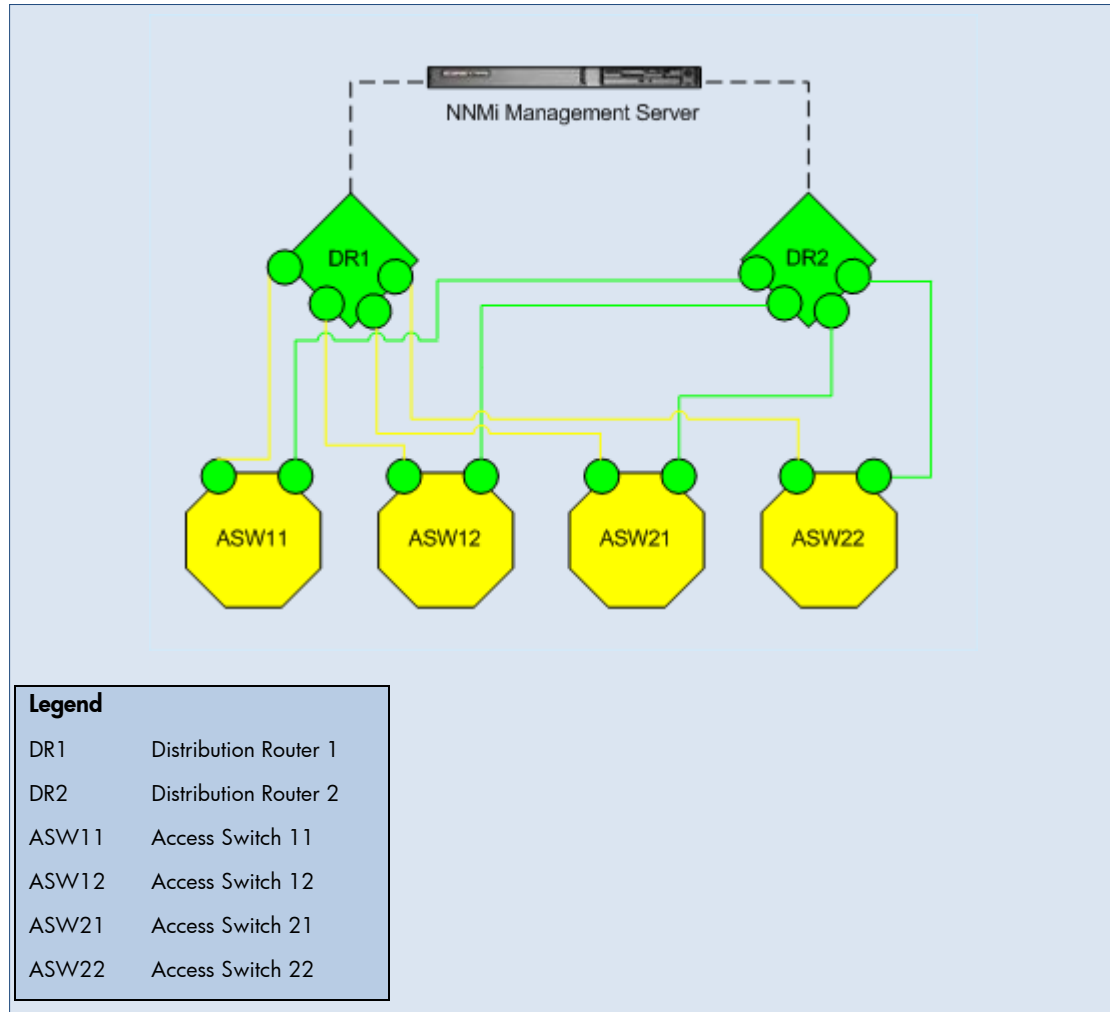 NNMi Management Server
DR1
DR2
ASW11
ASW12
ASW21
ASW22
Legend
DR1 Distribution Router 1
DR2 Distribution Router 2
ASW11 Access Switch 11
ASW12 Access Switch 12
ASW21 Access Switch 21
ASW22 Access Switch 22